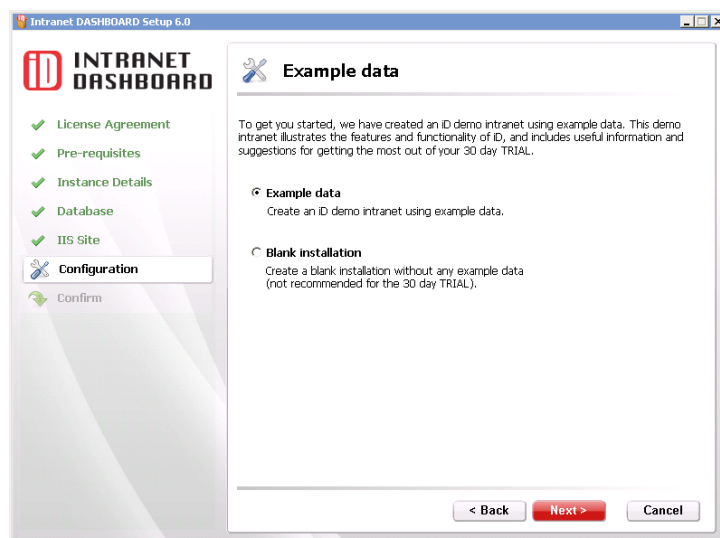 Intranet DASHBOARD Setup 6.0
iD INTRANET
DASHBOARD
License Agreement
Pre-requisites
Instance Details
Database
IIS Site
Configuration
Confirm
Example data
To get you started, we have created an iD demo intranet using example data. This demo
intranet illustrates the features and functionality of iD, and includes useful information and
suggestions for getting the most out of your 30 day TRIAL.
Example data
Create an iD demo intranet using example data.
Blank installation
Create a blank installation without any example data
(not recommended for the 30 day TRIAL).
< Back
Next >
Cancel